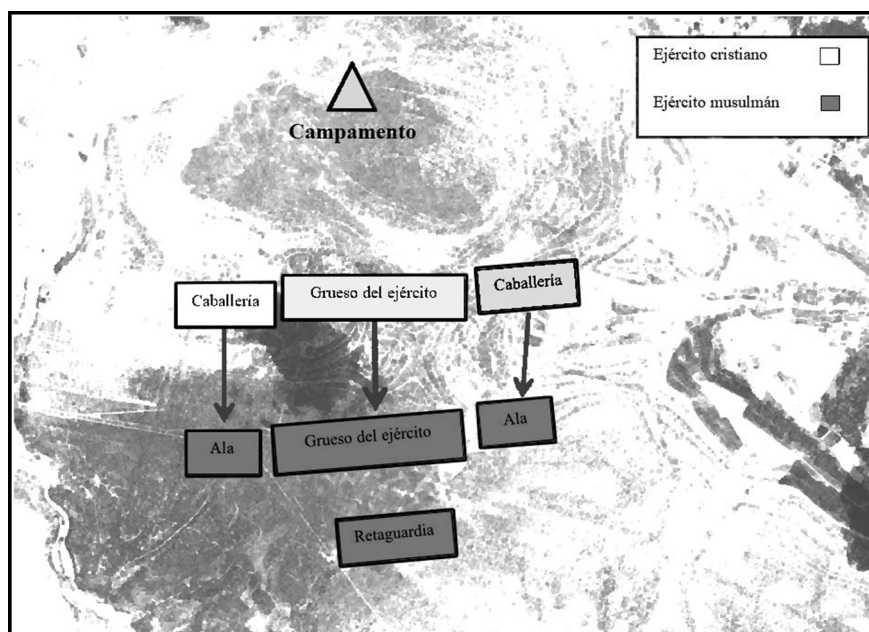 Ejército cristiano
Ejército musulmán
Campamento
Caballería
Grueso del ejército
Caballería
Ala
Grueso del ejército
Ala
Retaguardia